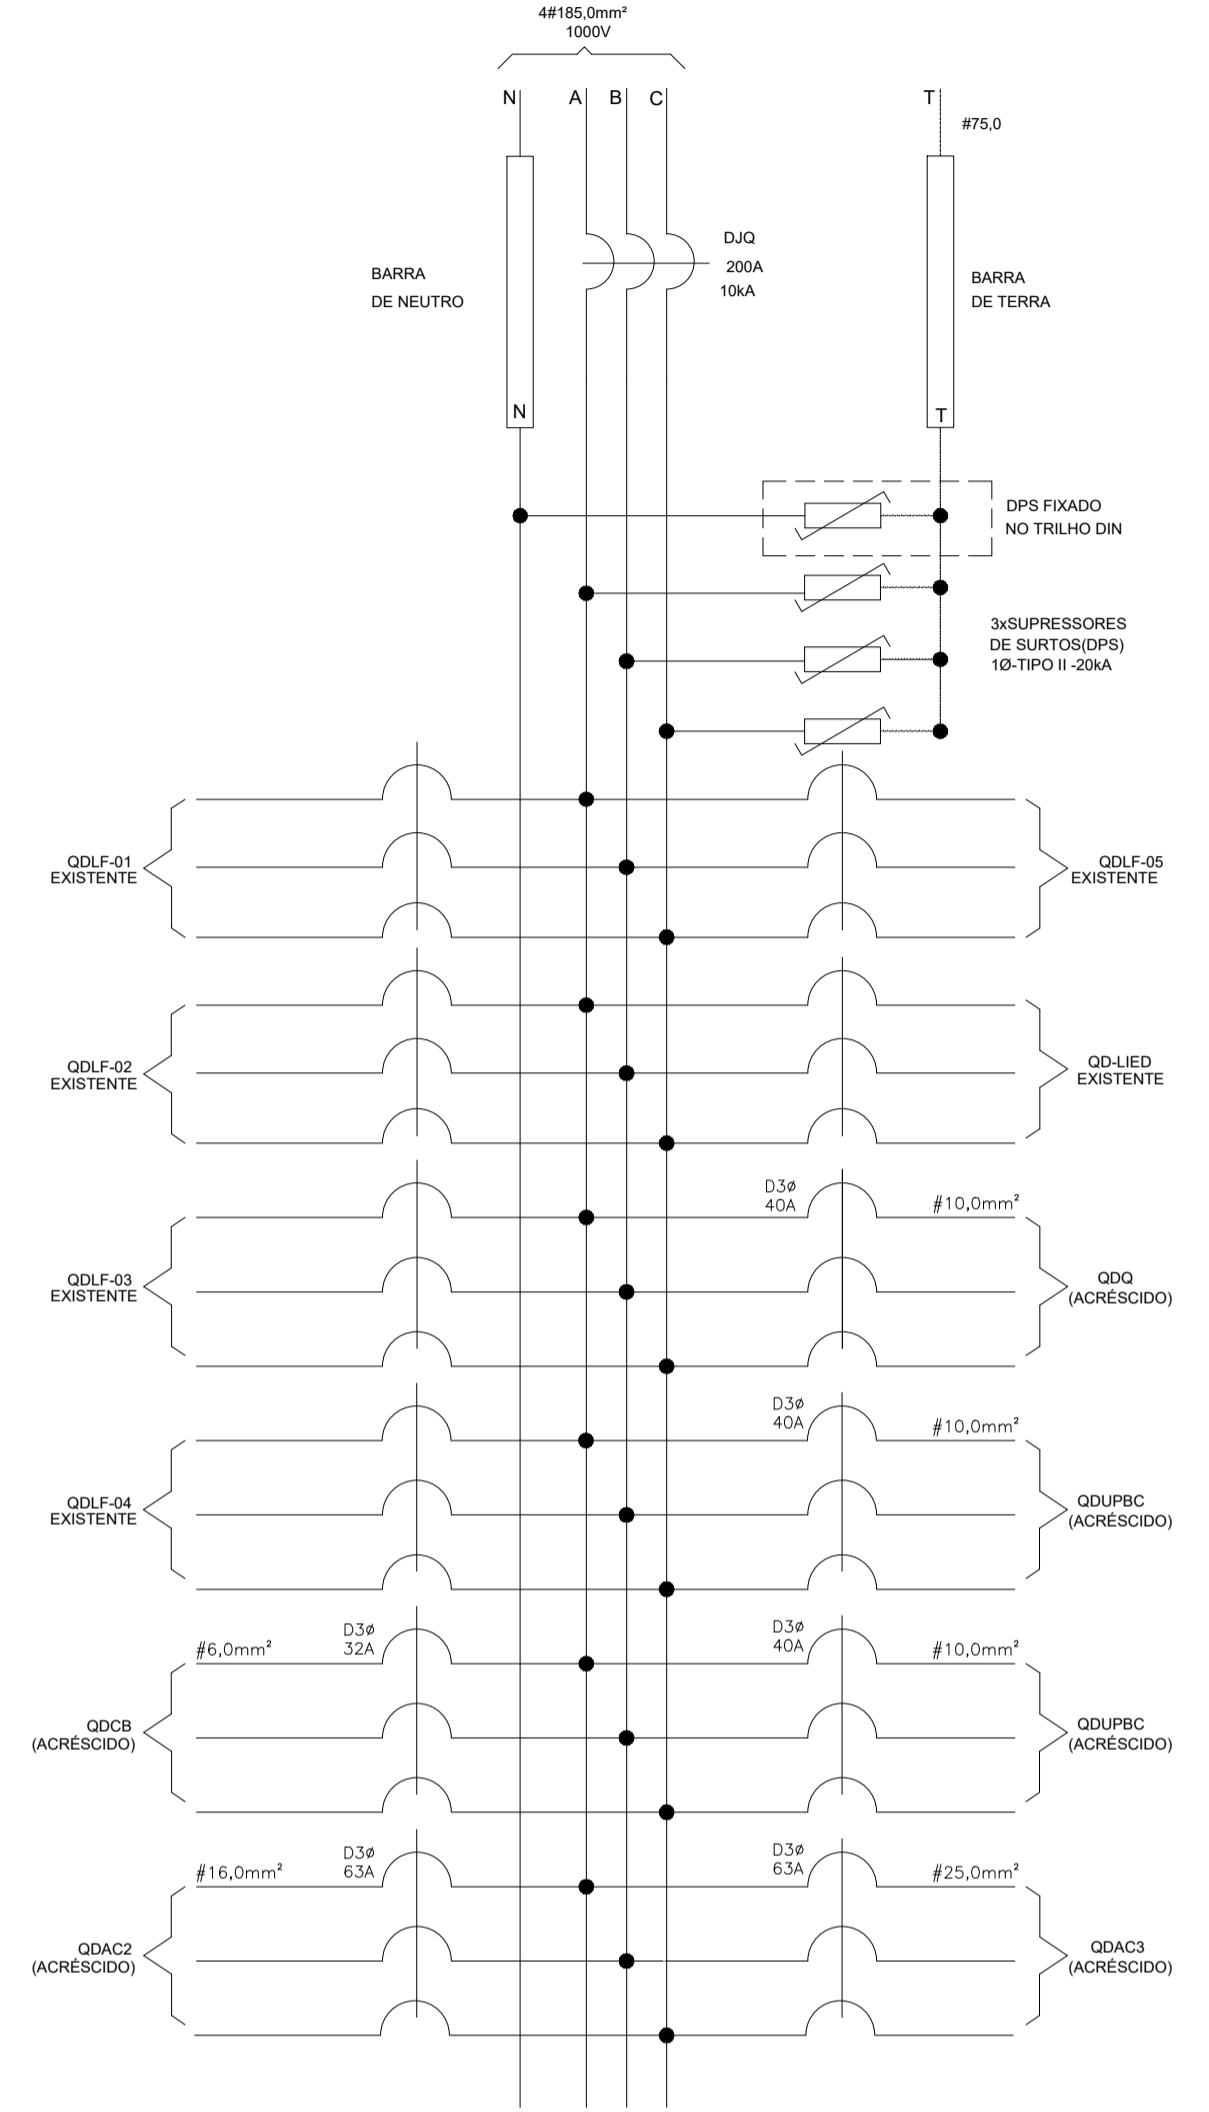 4#185,0mm²
1000V
N
A
B
C
T
#75,0
DJQ
200A
10kA
BARRA
DE NEUTRO
BARRA
DE TERRA
N
T
DPS FIXADO
NO TRILHO DIN
3xSUPRESSORES
DE SURTOS(DPS)
1Ø-TIPO II -20kA
QDLF-01
EXISTENTE
QDLF-05
EXISTENTE
QDLF-02
EXISTENTE
QD-LIED
EXISTENTE
QDLF-03
EXISTENTE
D3ø
40A
#10,0mm²
QDQ
(ACRÉSCIDO)
QDLF-04
EXISTENTE
D3ø
40A
#10,0mm²
QDUPBC
(ACRÉSCIDO)
#6,0mm²
D3ø
32A
QDCB
(ACRÉSCIDO)
D3ø
40A
#10,0mm²
QDUPBC
(ACRÉSCIDO)
#16,0mm²
D3ø
63A
QDAC2
(ACRÉSCIDO)
D3ø
63A
#25,0mm²
QDAC3
(ACRÉSCIDO)